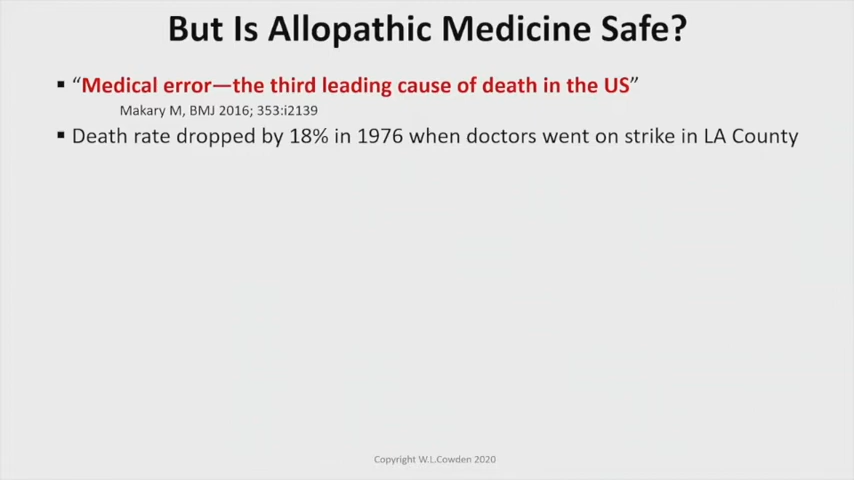 But Is Allopathic Medicine Safe?
▪ “Medical error—the third leading cause of death in the US”
Makary M, BMJ 2016; 353:i2139
▪ Death rate dropped by 18% in 1976 when doctors went on strike in LA County
Copyright W.L.Cowden 2020